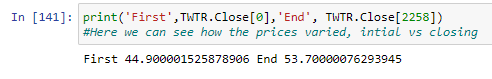 In [141]: print('First',TWTR.Close[0],'End', TWTR.Close[2258])
#Here we can see how the prices varied, intial vs closing
First 44.900001525878906 End 53.70000076293945